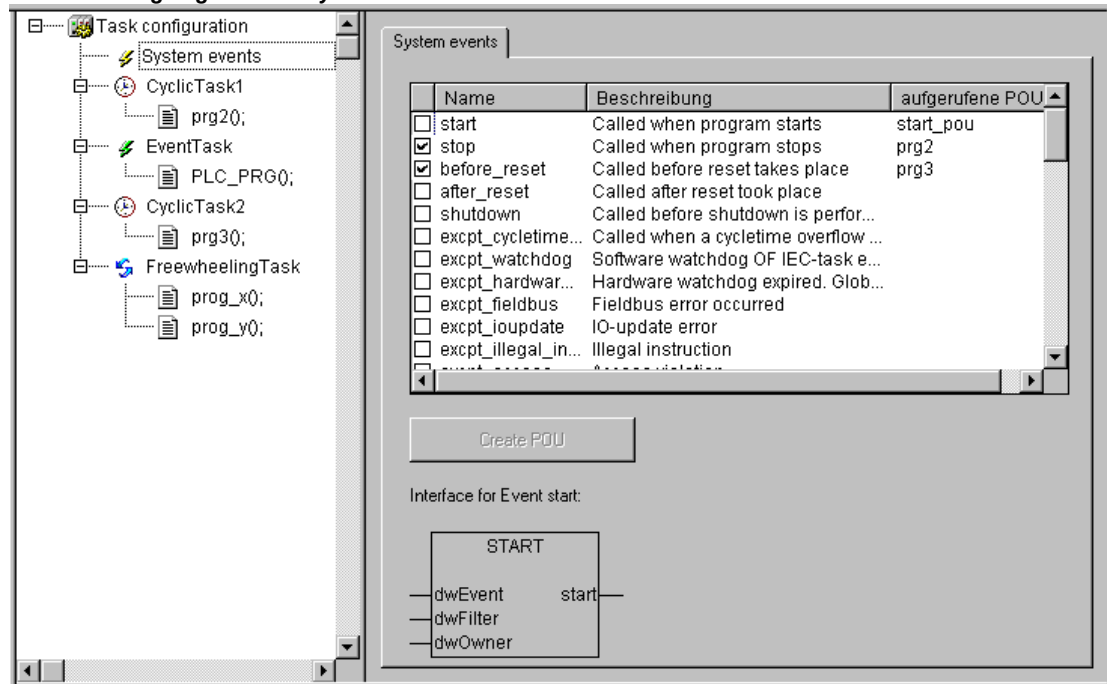 Task configuration
System events
CyclicTask1
prg2();
EventTask
PLC_PRG();
CyclicTask2
prg3();
FreewheelingTask
prog_x();
prog_y();
System events
Name Beschreibung aufgerufene POU
start Called when program starts start_pou
stop Called when program stops prg2
before_reset Called before reset takes place prg3
after_reset Called after reset took place
shutdown Called before shutdown is perfor...
excpt_cycletime... Called when a cycletime overflow ...
excpt_watchdog Software watchdog OF IEC-task e...
excpt_hardwar... Hardware watchdog expired. Glob...
excpt_fieldbus Fieldbus error occurred
excpt_ioupdate IO-update error
excpt_illegal_in... Illegal instruction
Create POU
Interface for Event start:
START
dwEvent start
dwFilter
dwOwner